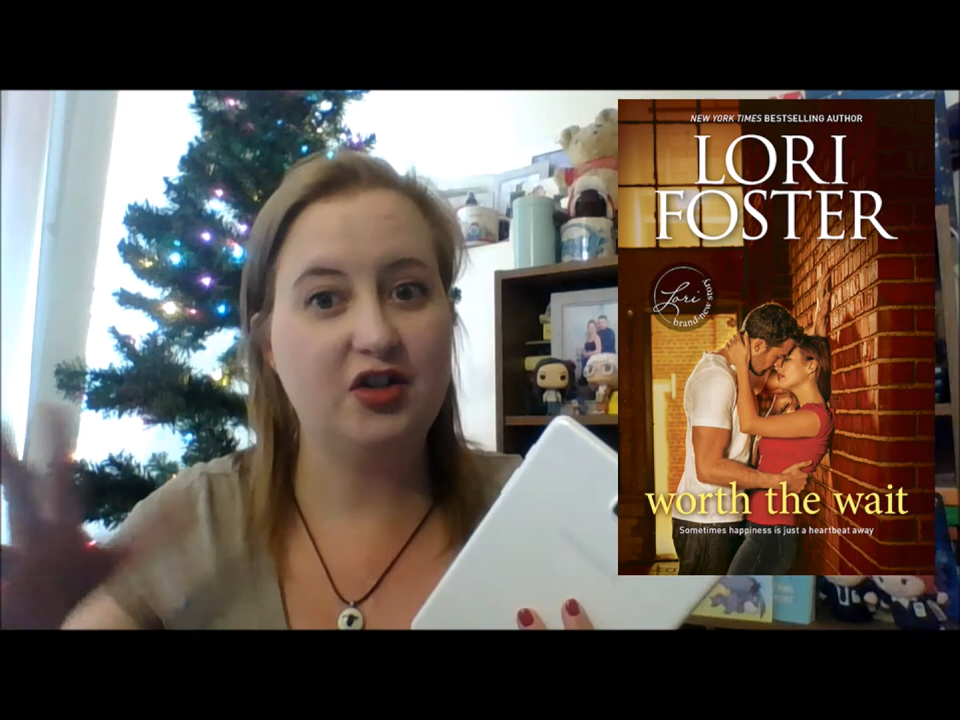 NEW YORK TIMES BESTSELLING AUTHOR
LORI
FOSTER
Lori
brand-new story
worth the wait
Sometimes happiness is just a heartbeat away